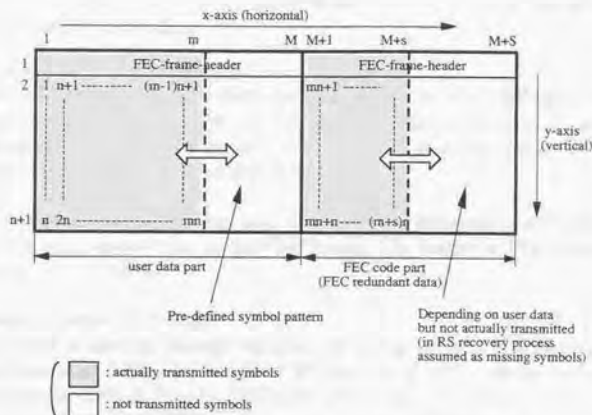 x-axis (horizontal)
1 m M M+1 M+s M+S
1 FEC-frame-header FEC-frame-header
2 1 n+1 (m-1)n+1 mn+1
y-axis
(vertical)
n+1 n 2n mn mn+n (m+s)n
user data part FEC code part
(FEC redundant data)
Pre-defined symbol pattern
Depending on user data
but not actually transmitted
(in RS recovery process
assumed as missing symbols)
: actually transmitted symbols
: not transmitted symbols